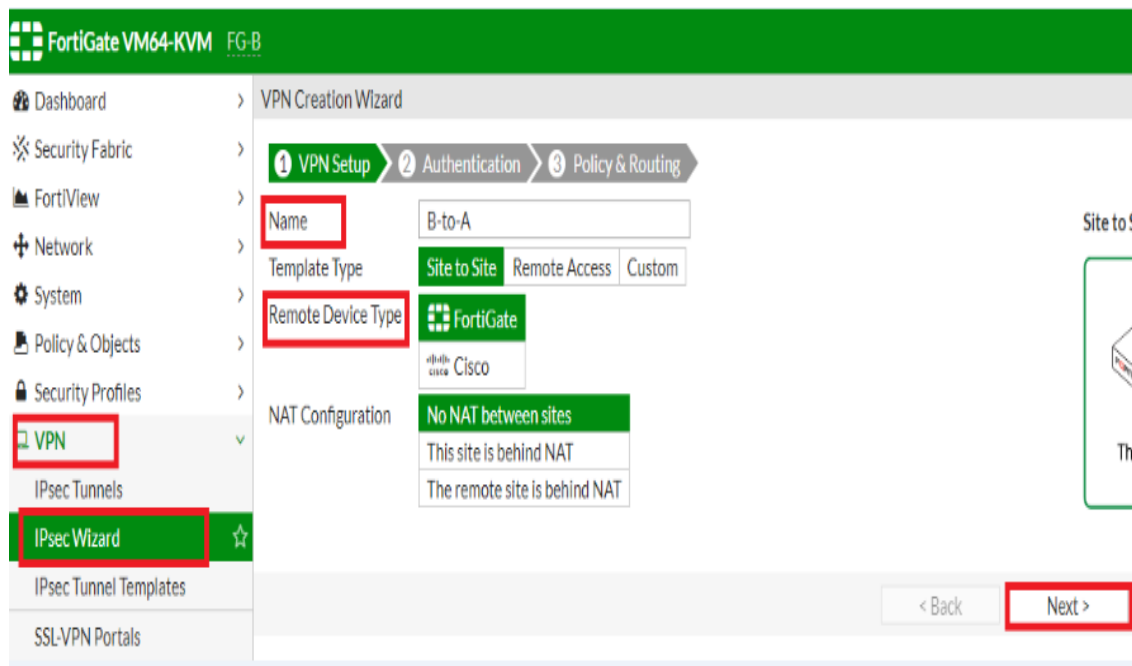 FortiGate VM64-KVM FG-B
Dashboard
Security Fabric
FortiView
Network
System
Policy & Objects
Security Profiles
VPN
IPsec Tunnels
IPsec Wizard
IPsec Tunnel Templates
SSL-VPN Portals
VPN Creation Wizard
1 VPN Setup 2 Authentication 3 Policy & Routing
Name B-to-A
Template Type Site to Site Remote Access Custom
Remote Device Type FortiGate
CISCO Cisco
NAT Configuration No NAT between sites
This site is behind NAT
The remote site is behind NAT
Site to
< Back Next >